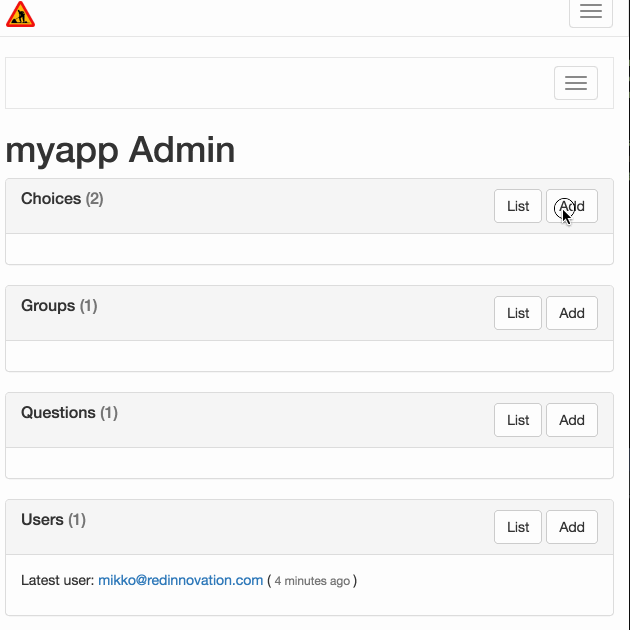 myapp Admin
Choices (2) List Add
Groups (1) List Add
Questions (1) List Add
Users (1) List Add
Latest user: mikko@redinnovation.com ( 4 minutes ago )